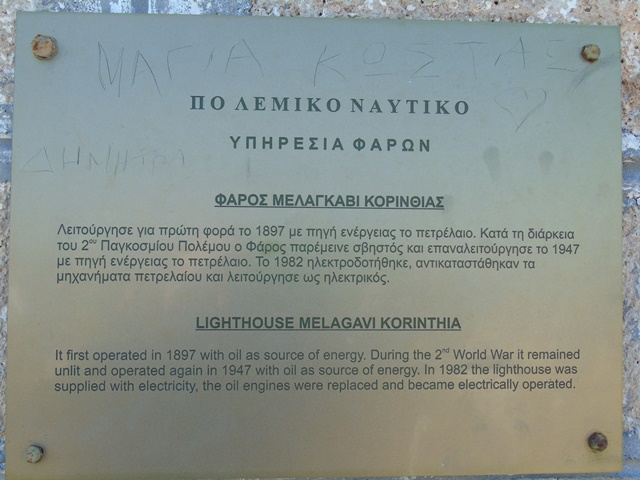 ΜΑΓΙΑ ΚΩΣΤΑΣ
ΠΟΛΕΜΙΚΟ ΝΑΥΤΙΚΟ
ΥΠΗΡΕΣΙΑ ΦΑΡΩΝ
ΦΑΡΟΣ ΜΕΛΑΓΚΑΒΙ ΚΟΡΙΝΘΙΑΣ
Λειτούργησε για πρώτη φορά το 1897 με πηγή ενέργειας το πετρέλαιο. Κατά τη διάρκεια
του 2ου Παγκοσμίου Πολέμου ο Φάρος παρέμεινε σβηστός και επαναλειτούργησε το 1947
με πηγή ενέργειας το πετρέλαιο. Το 1982 ηλεκτροδοτήθηκε, αντικαταστάθηκαν τα
μηχανήματα πετρελαίου και λειτούργησε ως ηλεκτρικός.
LIGHTHOUSE MELAGAVI KORINTHIA
It first operated in 1897 with oil as source of energy. During the 2nd World War it remained
unlit and operated again in 1947 with oil as source of energy. In 1982 the lighthouse was
supplied with electricity, the oil engines were replaced and became electrically operated.